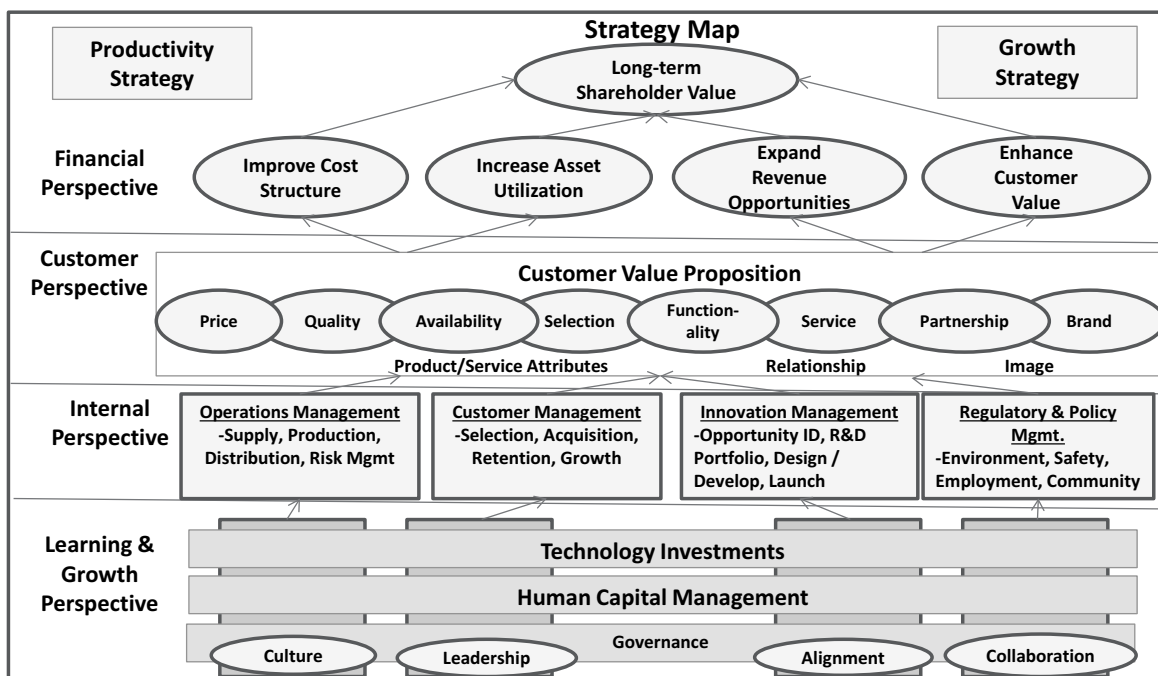 Strategy Map
Productivity
Strategy
Growth
Strategy
Long-term
Shareholder Value
Financial
Perspective
Improve Cost
Structure
Increase Asset
Utilization
Expand
Revenue
Opportunities
Enhance
Customer
Value
Customer
Perspective
Customer Value Proposition
Price
Quality
Availability
Selection
Function-
ality
Service
Partnership
Brand
Product/Service Attributes
Relationship
Image
Internal
Perspective
Operations Management
-Supply, Production,
Distribution, Risk Mgmt
Customer Management
-Selection, Acquisition,
Retention, Growth
Innovation Management
-Opportunity ID, R&D
Portfolio, Design /
Develop, Launch
Regulatory & Policy
Mgmt.
-Environment, Safety,
Employment, Community
Learning &
Growth
Perspective
Technology Investments
Human Capital Management
Governance
Culture
Leadership
Alignment
Collaboration